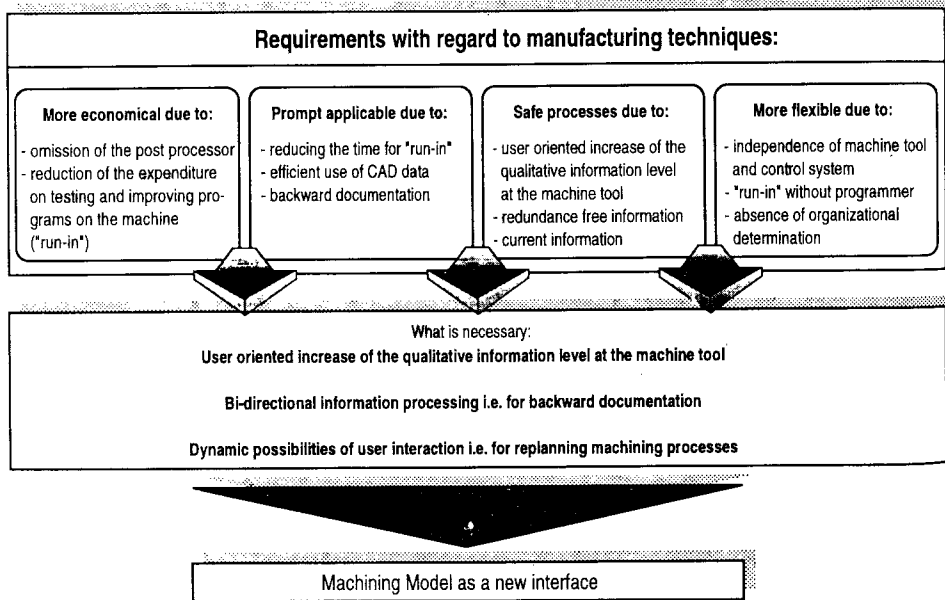 Requirements with regard to manufacturing techniques:
More economical due to:
- omission of the post processor
- reduction of the expenditure
on testing and improving pro-
grams on the machine
("run-in")
Prompt applicable due to:
- reducing the time for "run-in"
- efficient use of CAD data
- backward documentation
Safe processes due to:
- user oriented increase of the
qualitative information level
at the machine tool
- redundance free information
- current information
More flexible due to:
- independence of machine tool
and control system
- "run-in" without programmer
- absence of organizational
determination
What is necessary:
User oriented increase of the qualitative information level at the machine tool
Bi-directional information processing i.e. for backward documentation
Dynamic possibilities of user interaction i.e. for replanning machining processes
Machining Model as a new interface